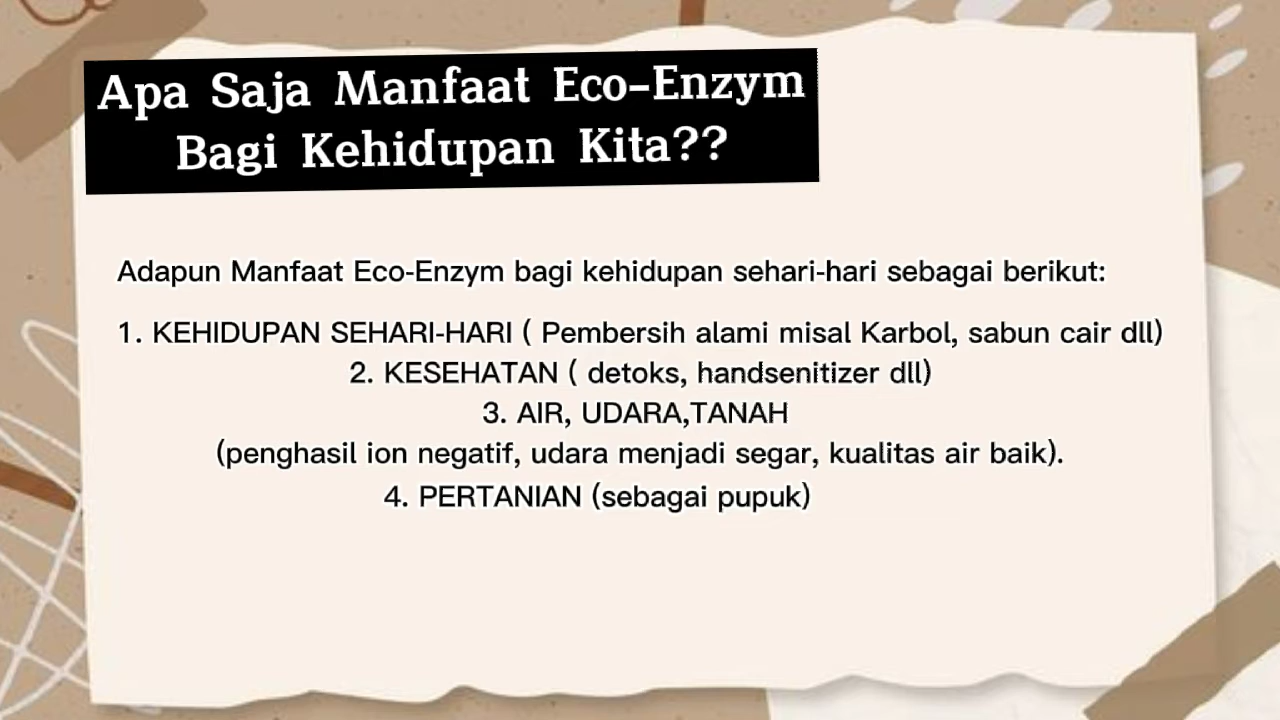 Apa Saja Manfaat Eco-Enzym
Bagi Kehidupan Kita??
Adapun Manfaat Eco-Enzym bagi kehidupan sehari-hari sebagai berikut:
1. KEHIDUPAN SEHARI-HARI ( Pembersih alami misal Karbol, sabun cair dll)
2. KESEHATAN ( detoks, handsenitizer dll)
3. AIR, UDARA,TANAH
(penghasil ion negatif, udara menjadi segar, kualitas air baik).
4. PERTANIAN (sebagai pupuk)